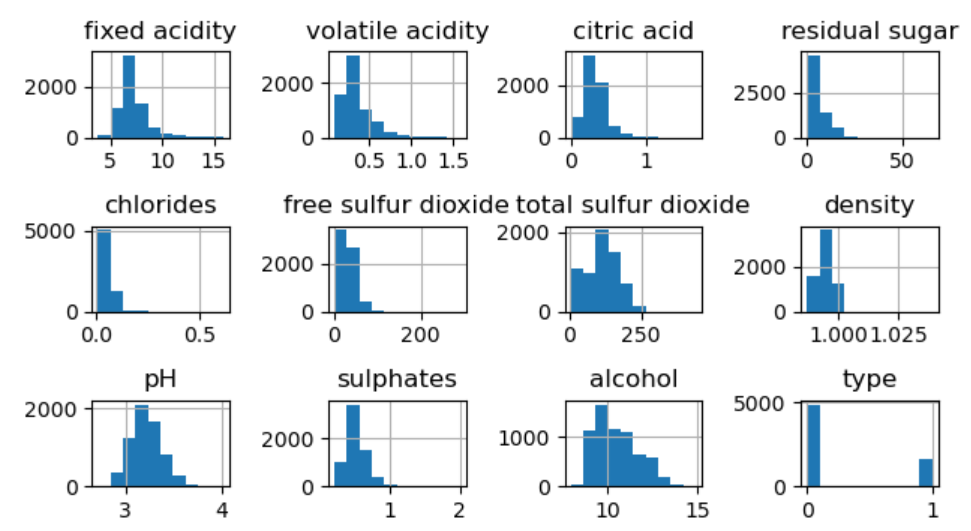 fixed acidity volatile acidity citric acid residual sugar
2000 2000 2000 2500
0 0 0 0
5 10 15 0.5 1.0 1.5 0 1 0 50
chlorides free sulfur dioxide total sulfur dioxide density
5000 2000 2000 2000
0 0 0 0
0.0 0.5 0 200 0 250 1.000 1.025
pH sulphates alcohol type
2000 2000 1000 5000
0 0 0 0
3 4 1 2 10 15 0 1